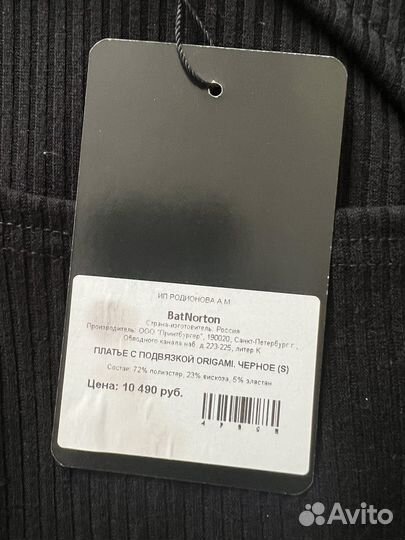 ИП РОДИОНОВА А М
BatNorton
Страна-изготовитель: Россия
Производитель: ООО "Принтбургер", 190020, Санкт-Петербург г.,
Обводного канала наб, д.223-225, литер К
ПЛАТЬЕ С ПОДВЯЗКОЙ ORIGAMI. ЧЕРНОЕ (S)
Состав: 72% полиэстер, 23% вискоза, 5% эластан
Цена: 10 490 руб.
Avito